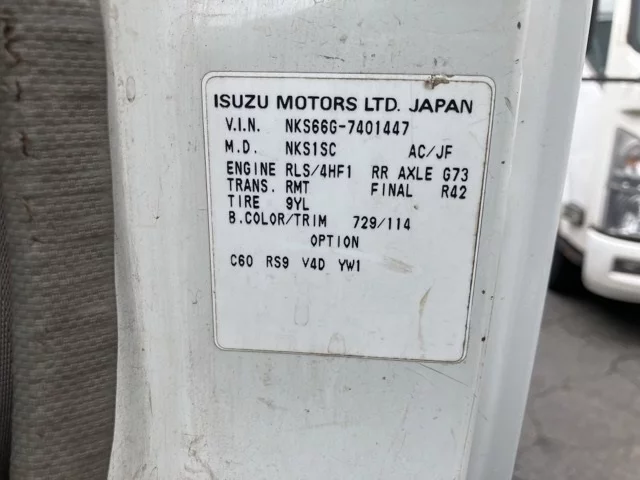 ISUZU MOTORS LTD. JAPAN
V.I.N. NKS66G-7401447
M.D. NKS1SC AC/JF
ENGINE RLS/4HF1 RR AXLE G73
TRANS. RMT FINAL R42
TIRE 9YL
B.COLOR/TRIM 729/114
OPTION
C60 RS9 V4D YW1